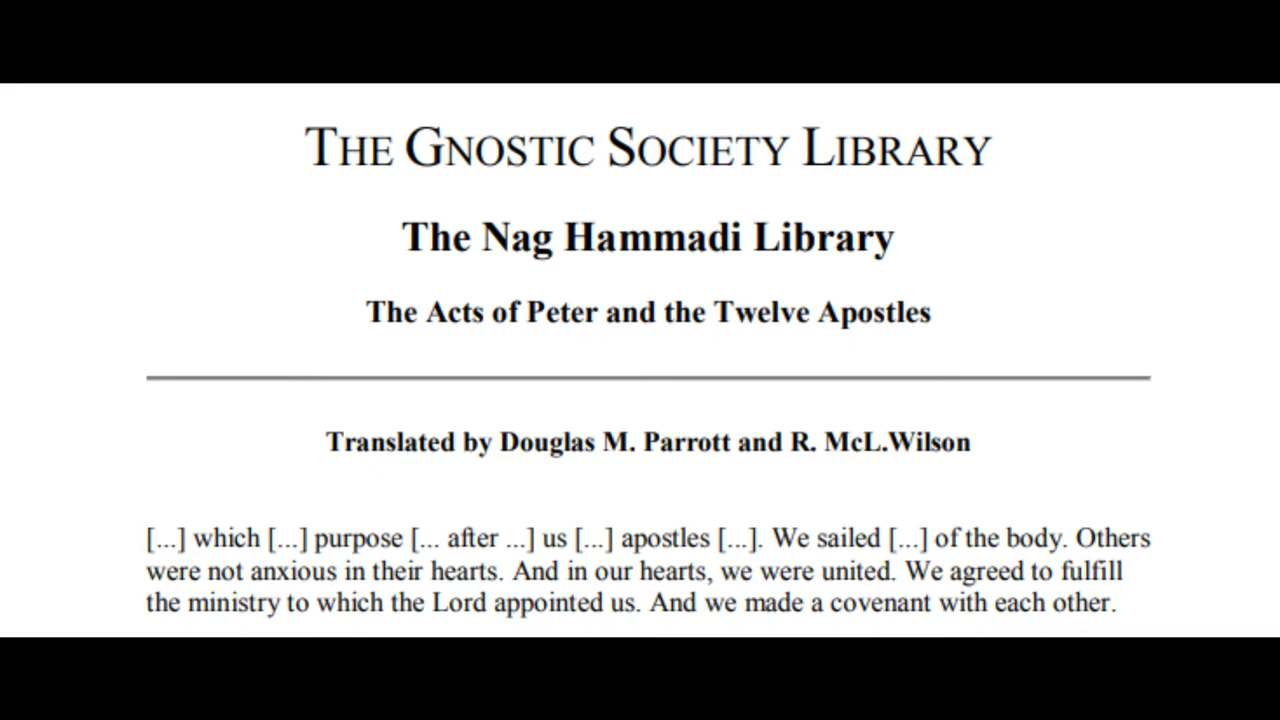 THE GNOSTIC SOCIETY LIBRARY
The Nag Hammadi Library
The Acts of Peter and the Twelve Apostles
Translated by Douglas M. Parrott and R. McL.Wilson
[...] which [...] purpose [... after ...] us [...] apostles [...]. We sailed [...] of the body. Others
were not anxious in their hearts. And in our hearts, we were united. We agreed to fulfill
the ministry to which the Lord appointed us. And we made a covenant with each other.